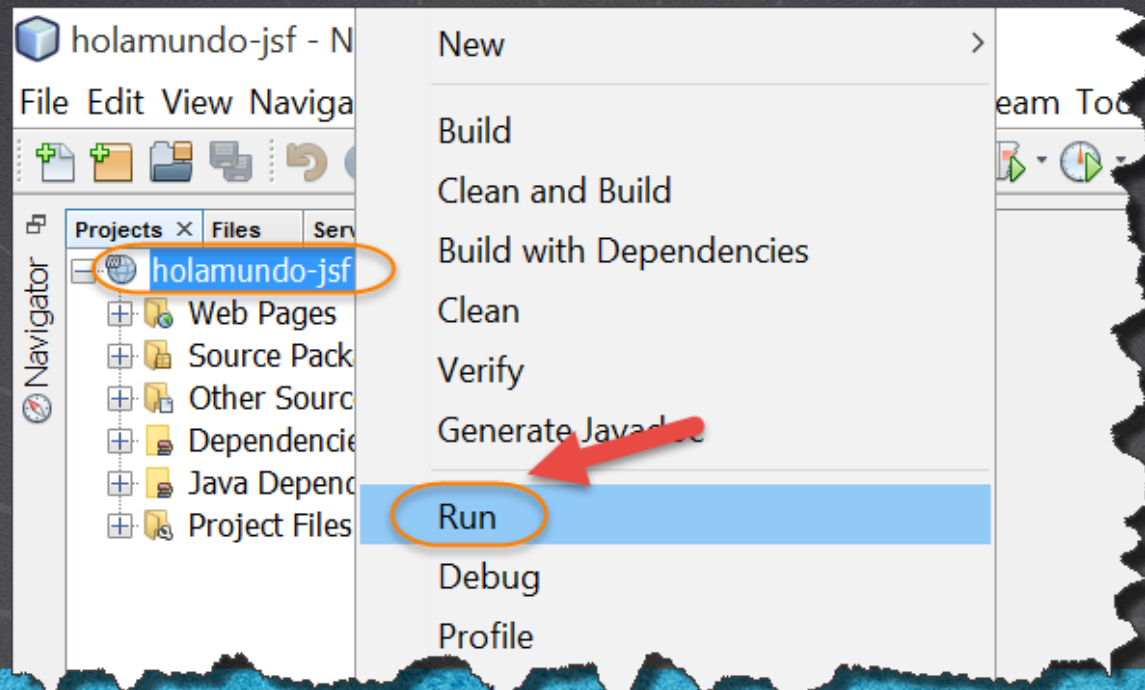 holamundo-jsf - N
File Edit View Naviga
eam Too
Projects × Files Serv
Navigator
holamundo-jsf
Web Pages
Source Packa
Other Sourc
Dependencie
Java Depend
Project Files
New
Build
Clean and Build
Build with Dependencies
Clean
Verify
Generate Javadoc
Run
Debug
Profile